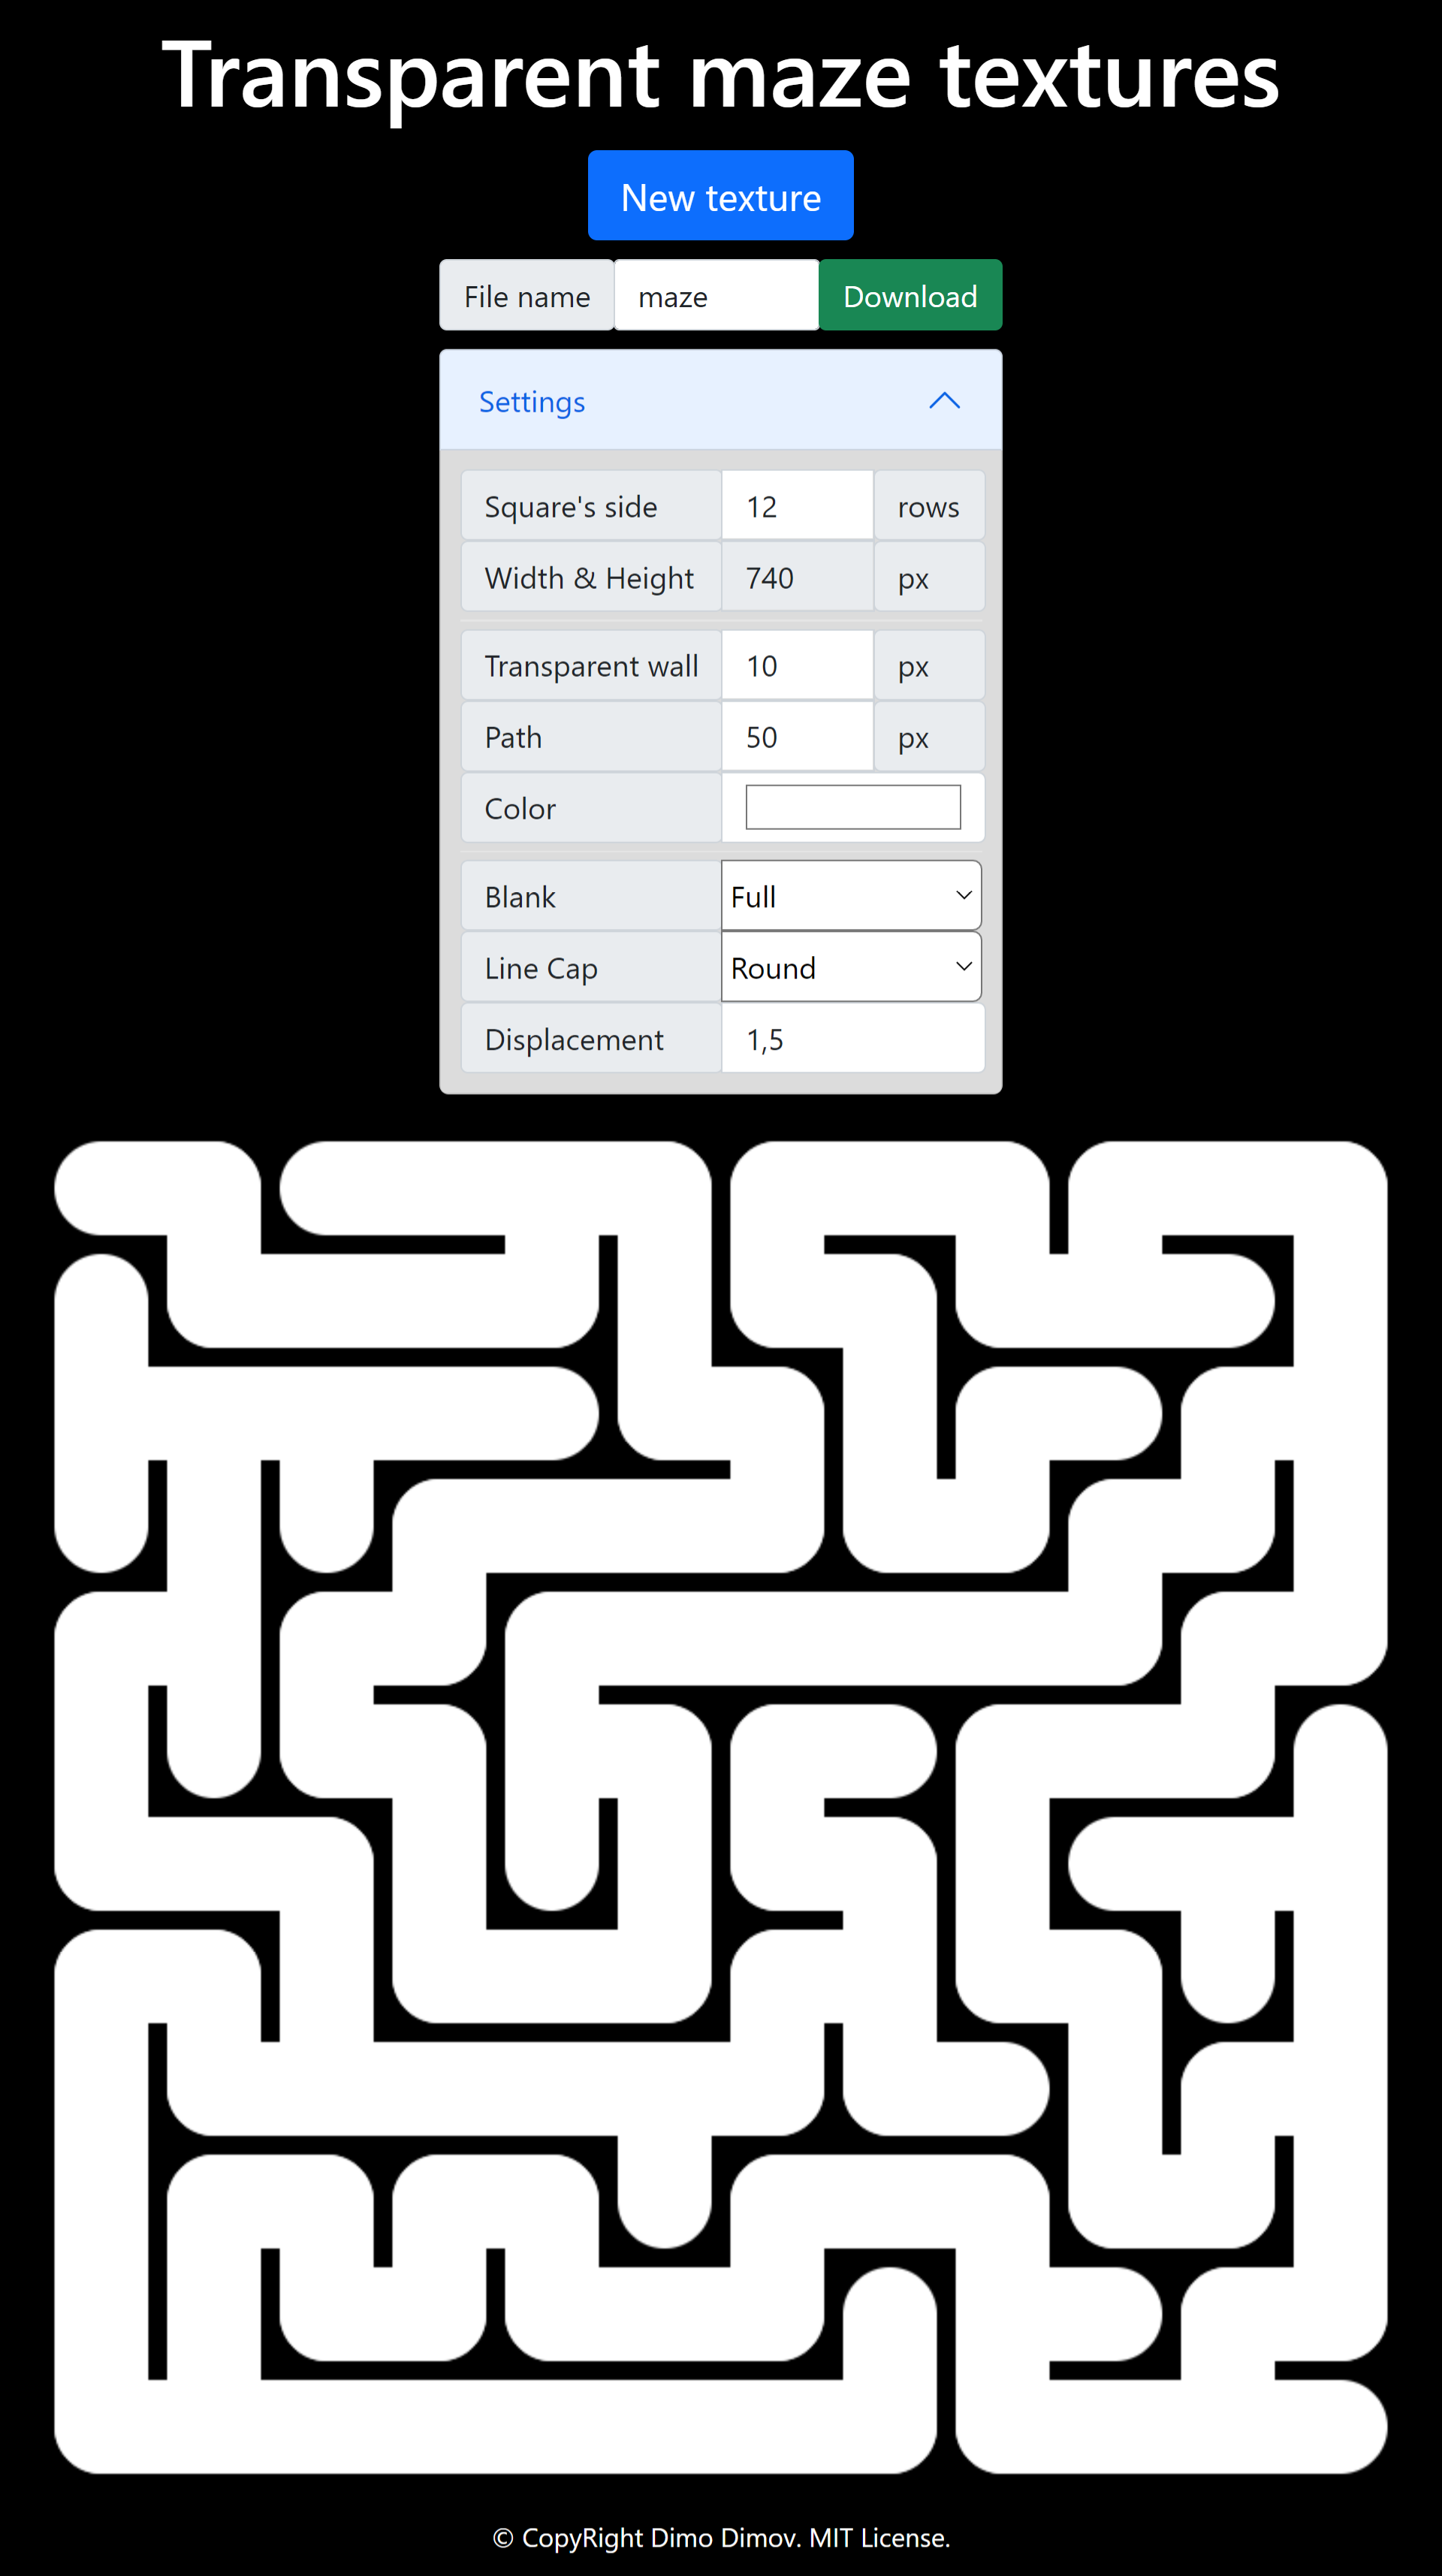 Transparent maze textures
New texture
File name maze Download
Settings
Square's side 12 rows
Width & Height 740 px
Transparent wall 10 px
Path 50 px
Color
Blank Full
Line Cap Round
Displacement 1,5
© CopyRight Dimo Dimov. MIT License.